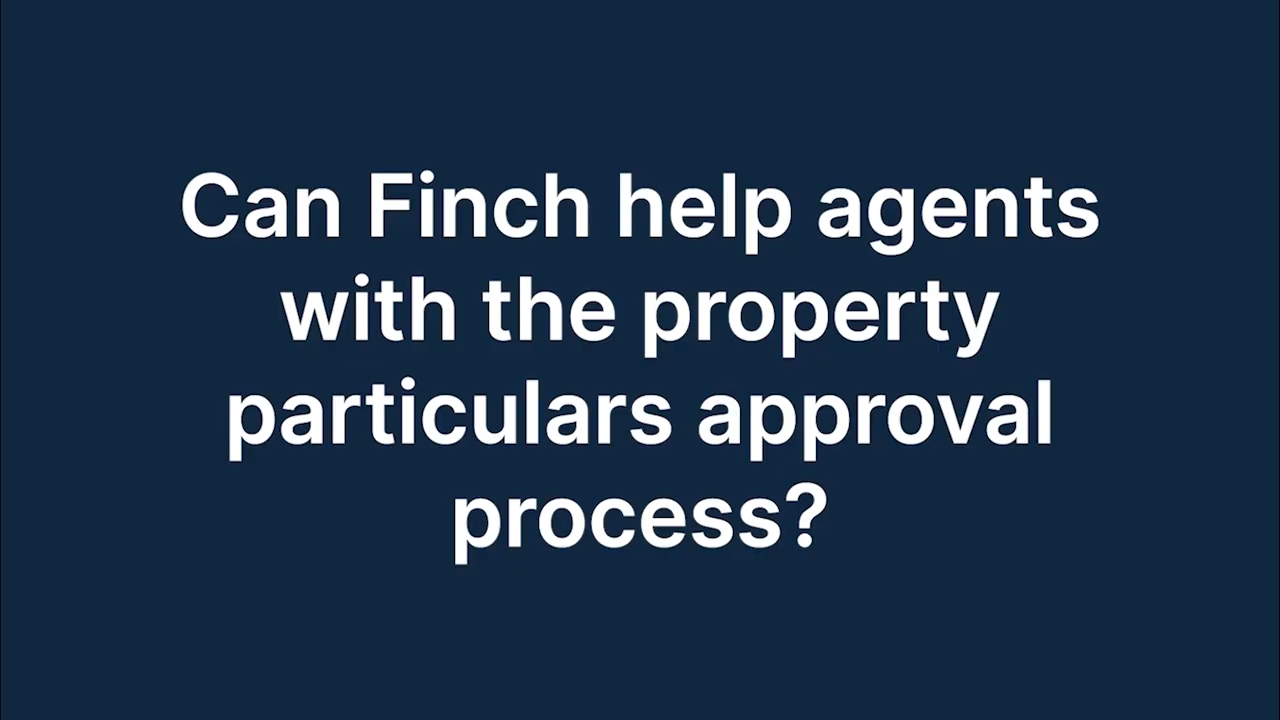 Can Finch help agents
with the property
particulars approval
process?